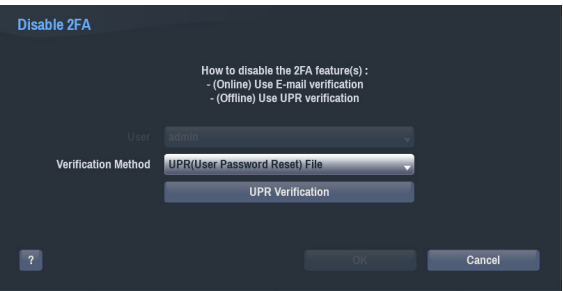 Disable 2FA
How to disable the 2FA feature(s) :
- (Online) Use E-mail verification
- (Offline) Use UPR verification
User admin
Verification Method UPR(User Password Reset) File
UPR Verification
? OK Cancel